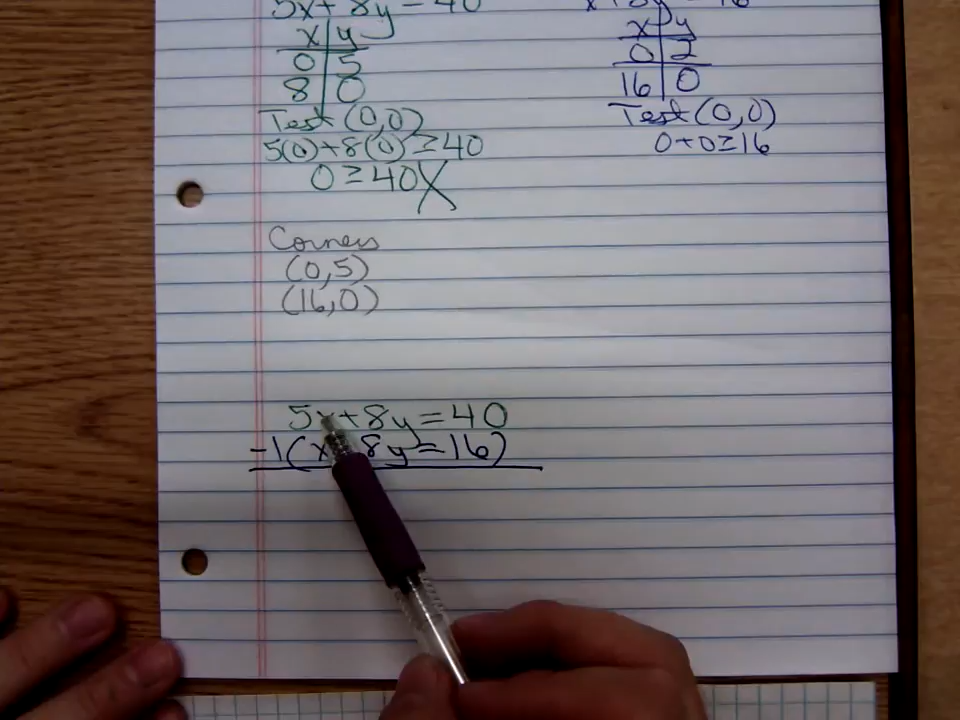 5x + 8y = 40
x | y
0 | 5
8 | 0
Test (0,0)
5(0)+8(0) ≥ 40
0 ≥ 40 X
x + 8y = 16
x | y
0 | 2
16 | 0
Test (0,0)
0+0≥16
Corners
(0,5)
(16,0)
5x+8y=40
-1(x 8y=16)